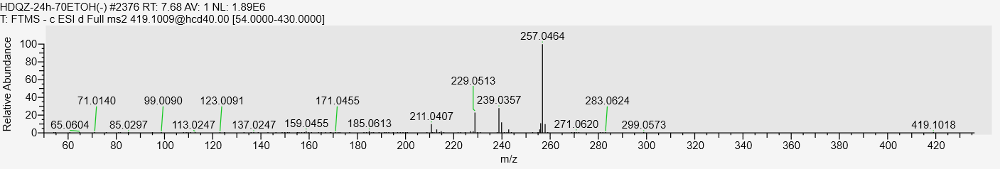 HDQZ-24h-70ETOH(-) #2376 RT: 7.68 AV: 1 NL: 1.89E6
T: FTMS - c ESI d Full ms2 419.1009@hcd40.00 [54.0000-430.0000]
Relative Abundance
100
80
60
40
20
0
257.0464
229.0513
71.0140 99.0090 123.0091 171.0455 239.0357 283.0624
211.0407
65.0604 85.0297 113.0247 137.0247 159.0455 185.0613 271.0620 299.0573 419.1018
60 80 100 120 140 160 180 200 220 240 260 280 300 320 340 360 380 400 420
m/z